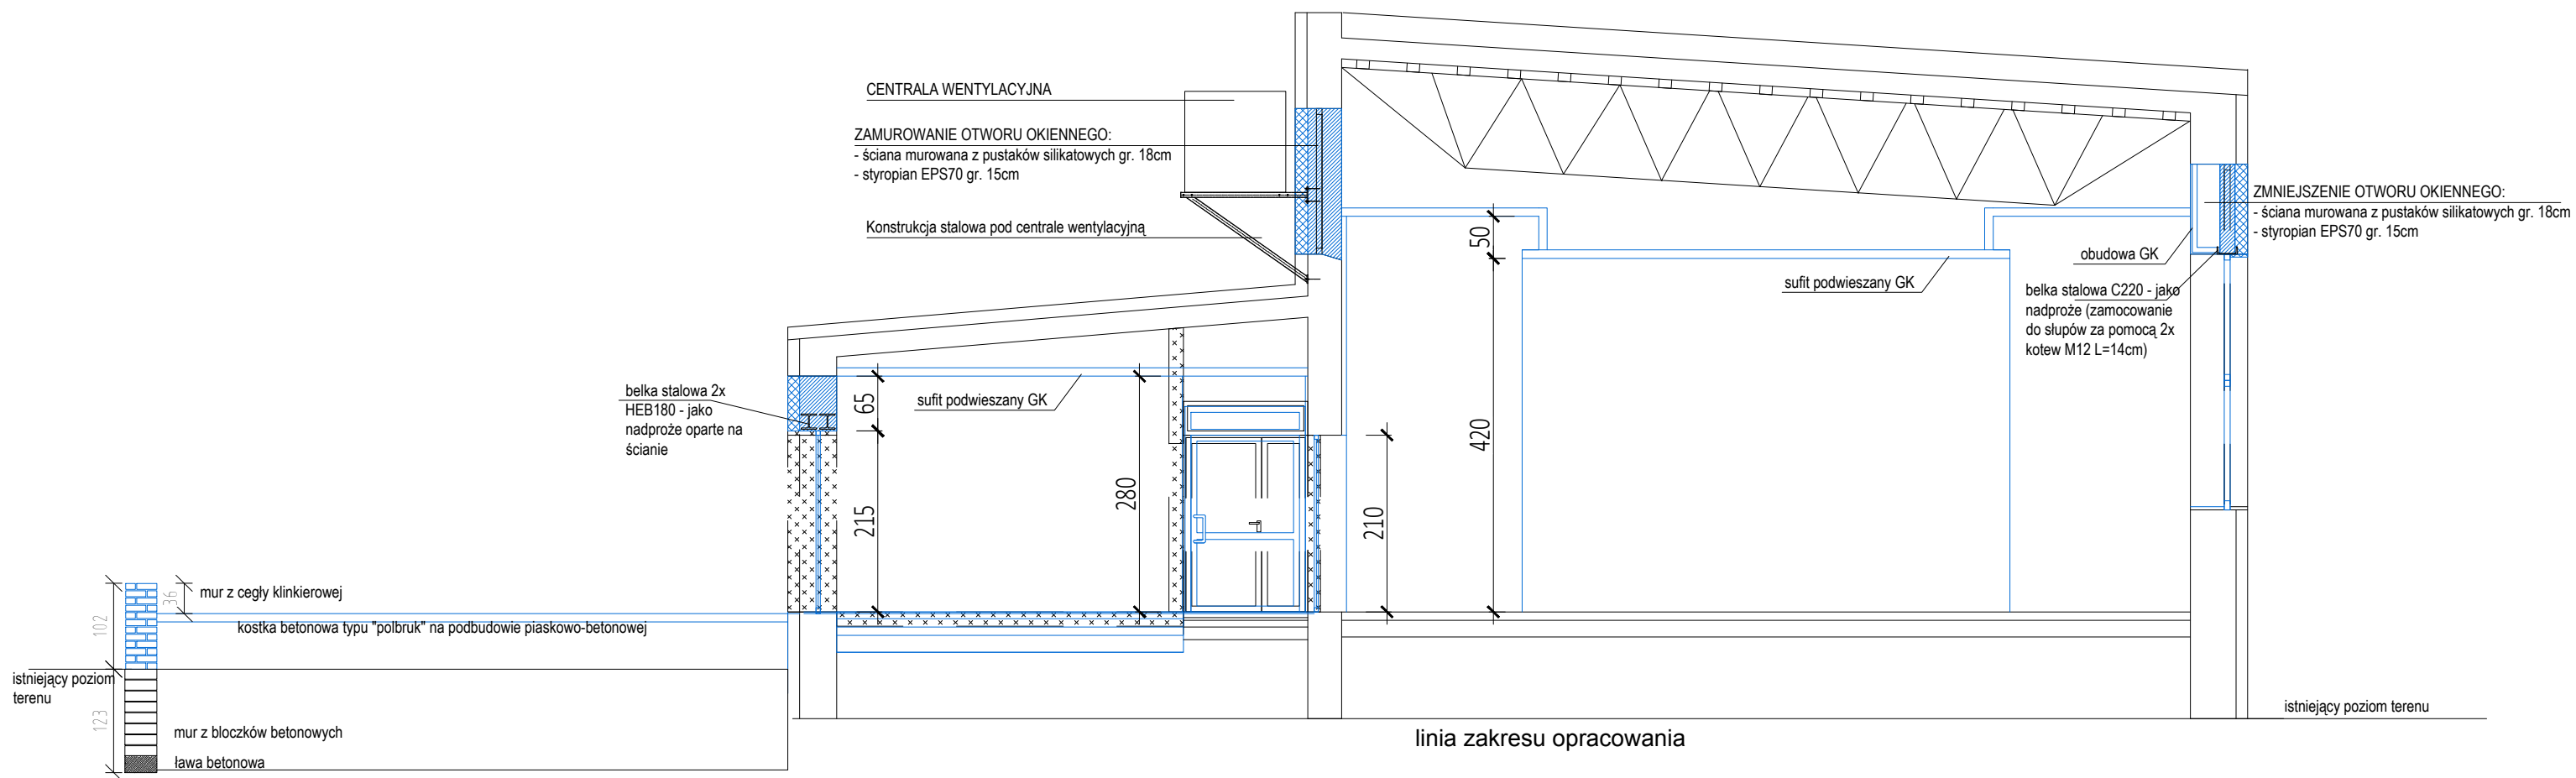 CENTRALA WENTYLACYJNA
ZAMUROWANIE OTWORU OKIENNEGO:
- ściana murowana z pustaków silikatowych gr. 18cm
- styropian EPS70 gr. 15cm
Konstrukcja stalowa pod centrale wentylacyjną
ZMNIEJSZENIE OTWORU OKIENNEGO:
- ściana murowana z pustaków silikatowych gr. 18cm
- styropian EPS70 gr. 15cm
obudowa GK
sufit podwieszany GK
belka stalowa C220 - jako
nadproże (zamocowanie
do słupów za pomocą 2x
kotew M12 L=14cm)
50
420
210
belka stalowa 2x
HEB180 - jako
nadproże oparte na
ścianie
sufit podwieszany GK
65
215
280
36
102
123
mur z cegły klinkierowej
kostka betonowa typu "polbruk" na podbudowie piaskowo-betonowej
istniejący poziom
terenu
mur z bloczków betonowych
ława betonowa
istniejący poziom terenu
linia zakresu opracowania